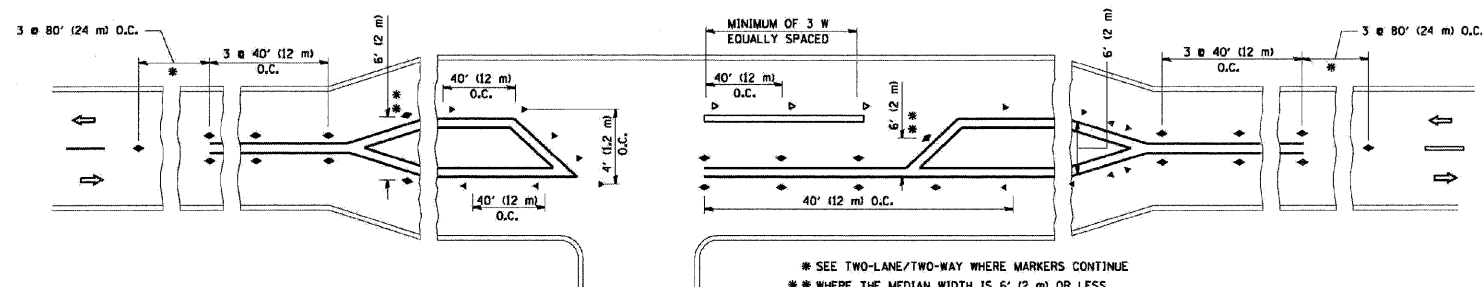 3 @ 80' (24 m) O.C.
3 @ 40' (12 m)
O.C.
*
6' (2 m)
**
40' (12 m)
O.C.
40' (12 m)
O.C.
4' (1.2 m)
O.C.
MINIMUM OF 3 W
EQUALLY SPACED
40' (12 m)
O.C.
6' (2 m)
**
40' (12 m) O.C.
6' (2 m)
3 @ 40' (12 m)
O.C.
3 @ 80' (24 m) O.C.
*
* SEE TWO-LANE/TWO-WAY WHERE MARKERS CONTINUE
** WHERE THE MEDIAN WIDTH IS 6' (2 m) OR LESS